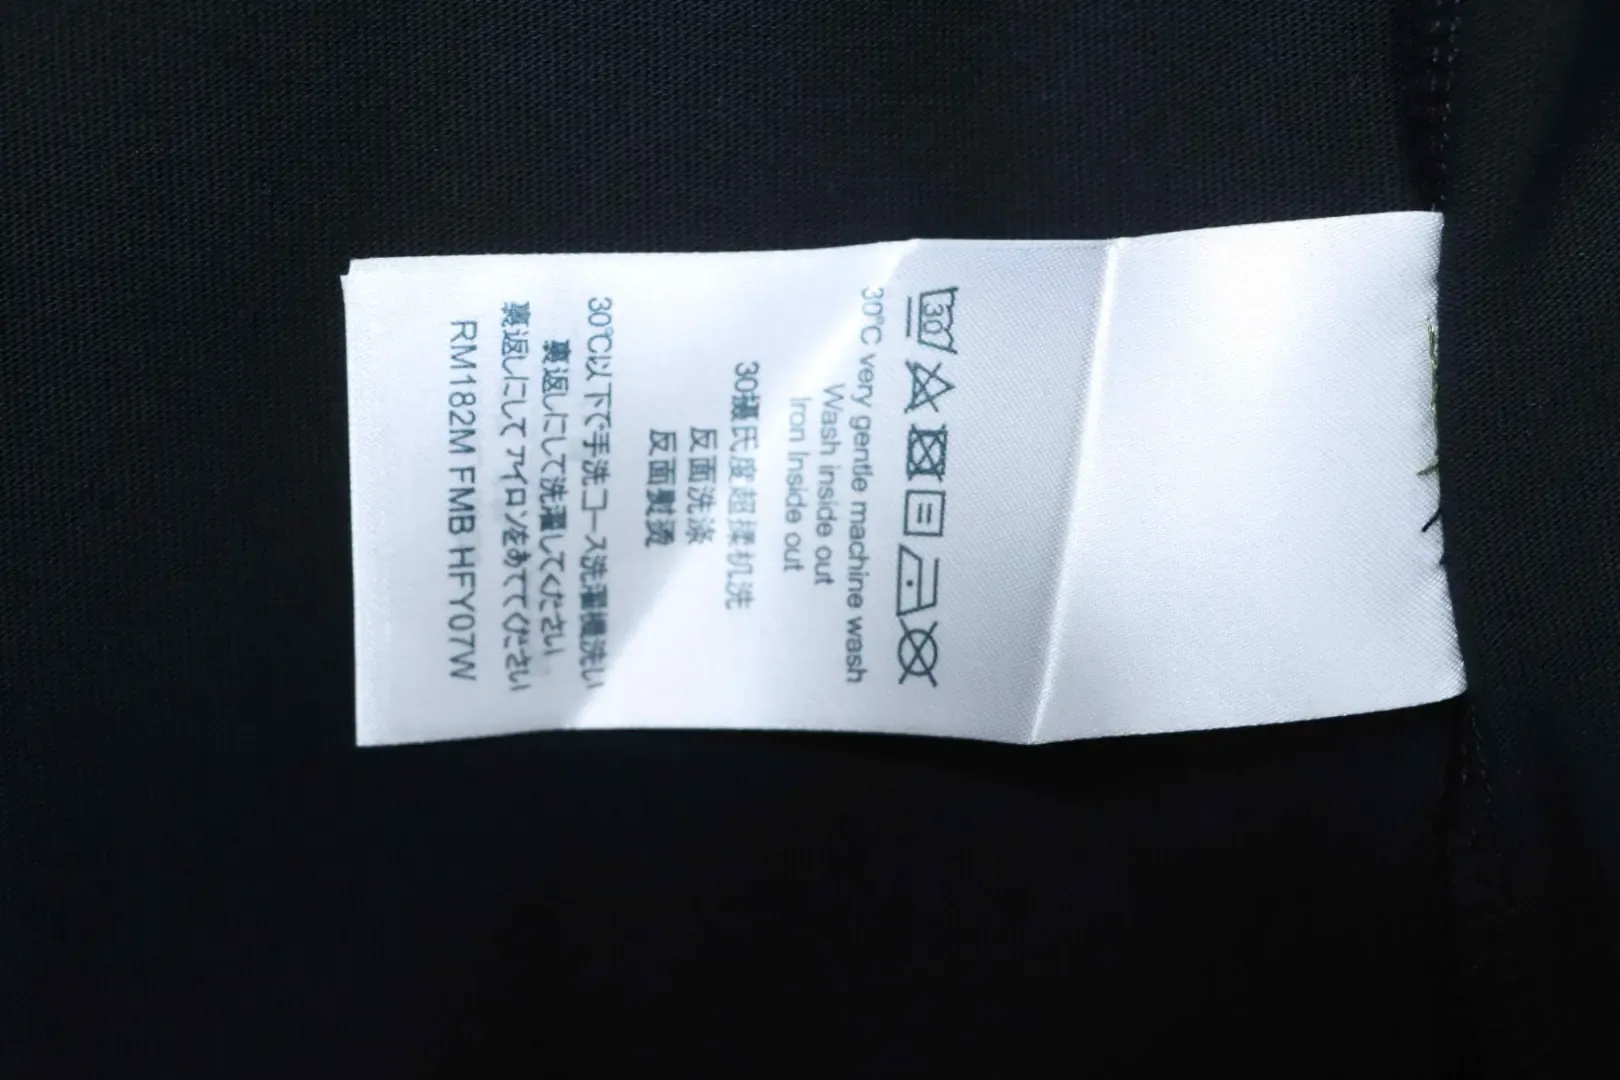 30
30°C very gentle machine wash
Wash inside out
Iron Inside out
30摄氏度超揉机洗
反面洗涤
反面熨烫
30℃以下で手洗コース洗濯機洗い
裏返しにして洗濯してください
裏返しにしてアイロンをあててください
RM182M FMB HFY07W